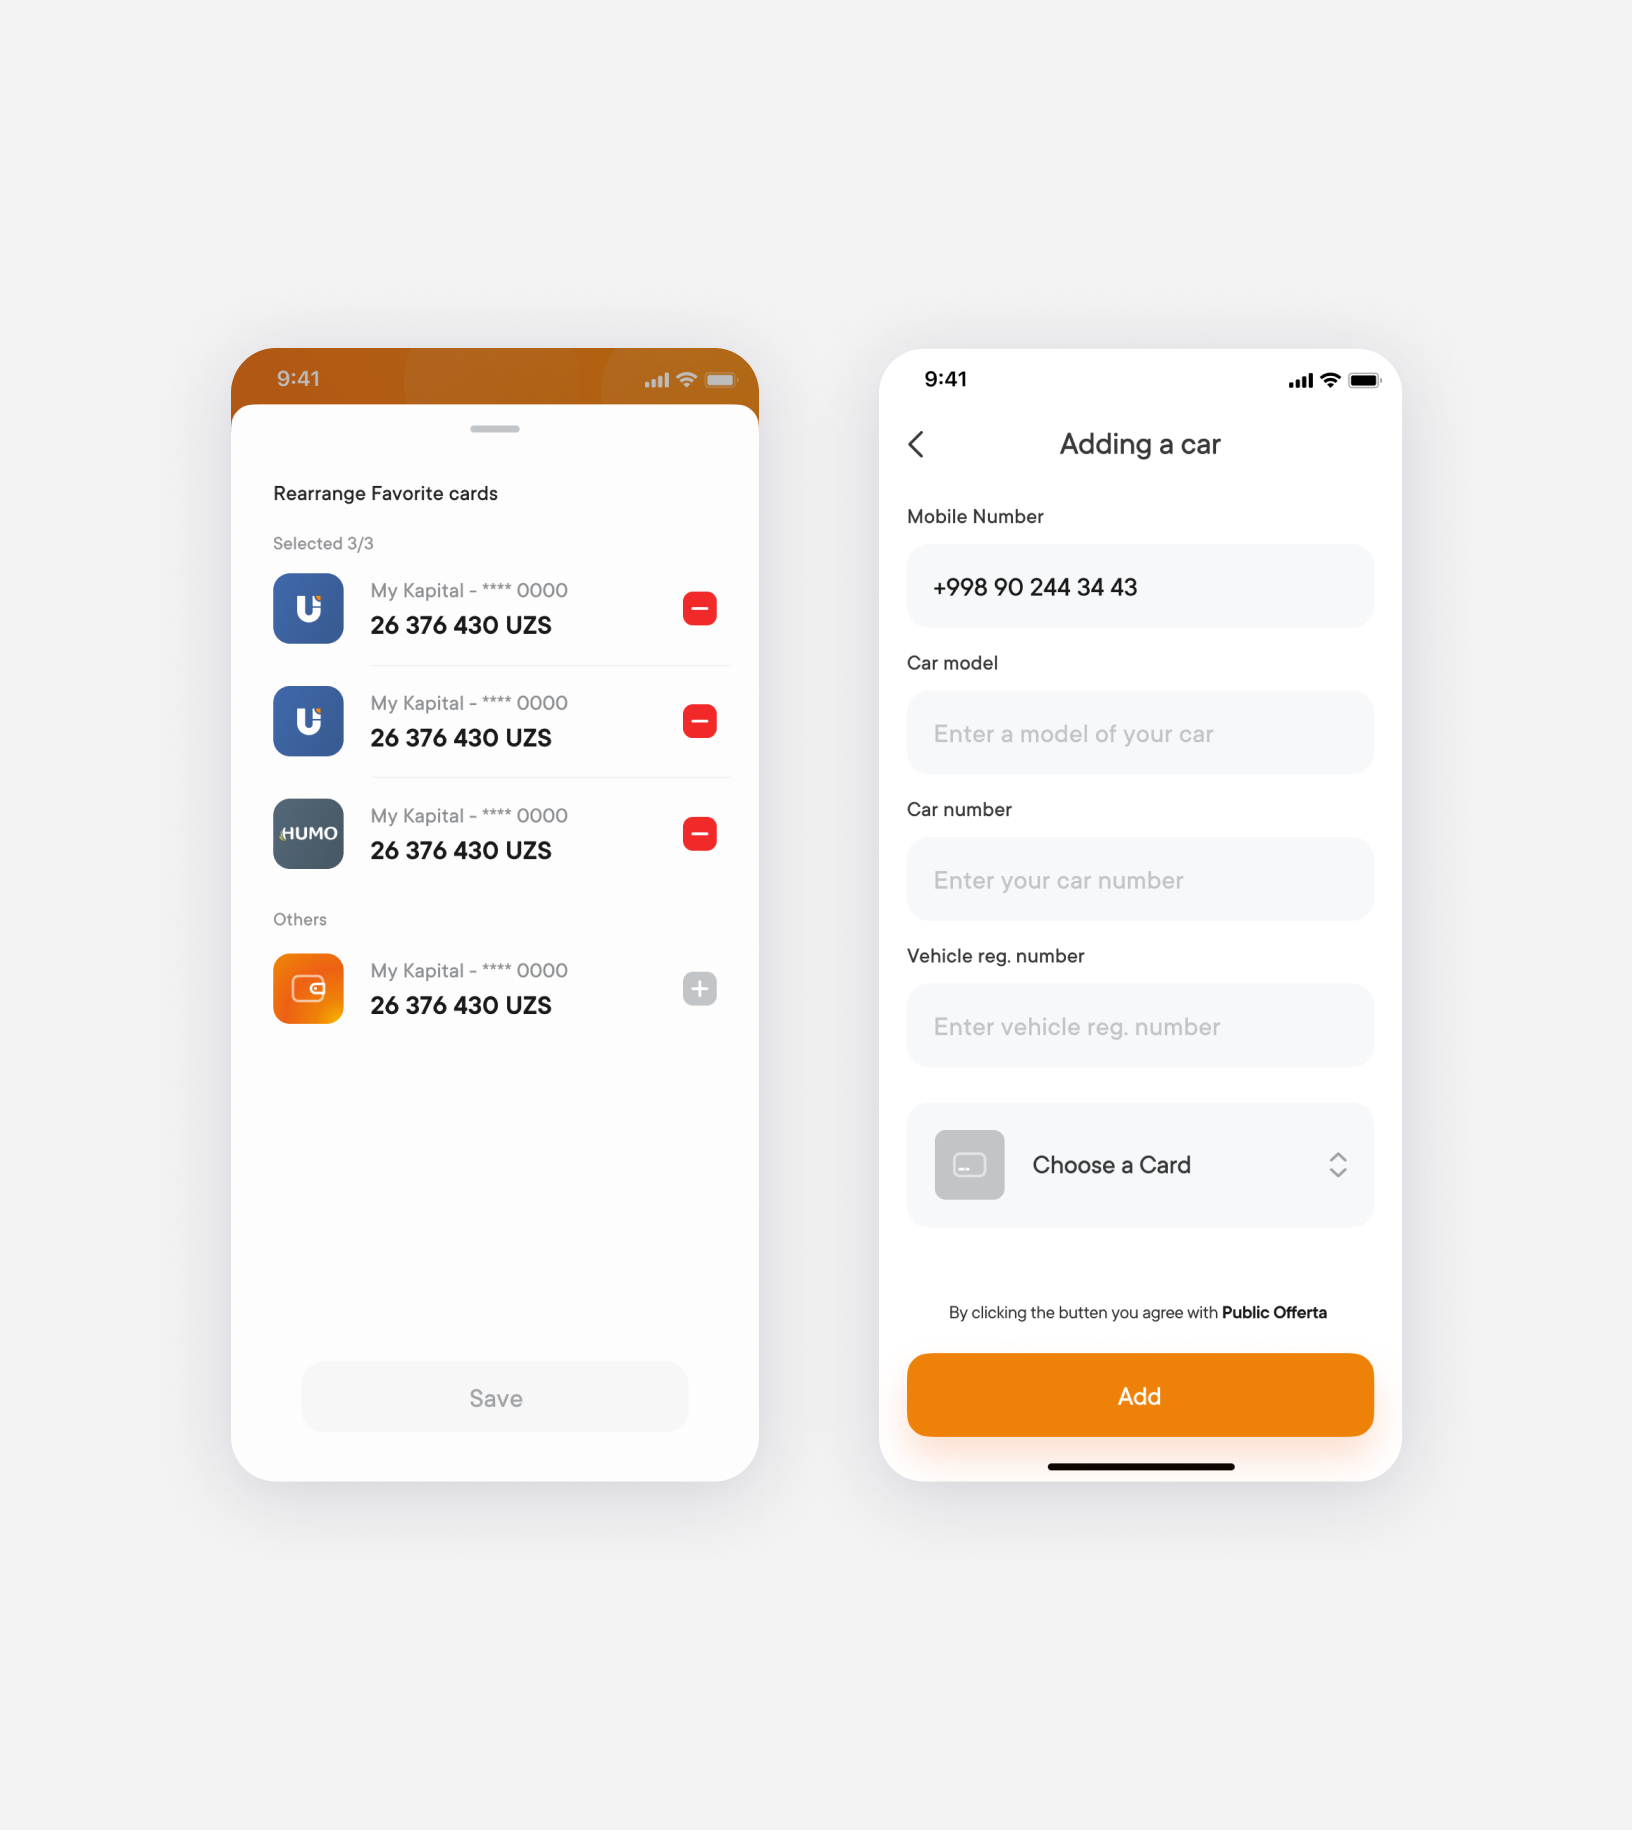 9:41
Rearrange Favorite cards
Selected 3/3
My Kapital - **** 0000
26 376 430 UZS
My Kapital - **** 0000
26 376 430 UZS
HUMO
My Kapital - **** 0000
26 376 430 UZS
Others
My Kapital - **** 0000
26 376 430 UZS
Save
9:41
Adding a car
Mobile Number
+998 90 244 34 43
Car model
Enter a model of your car
Car number
Enter your car number
Vehicle reg. number
Enter vehicle reg. number
Choose a Card
By clicking the butten you agree with Public Offerta
Add